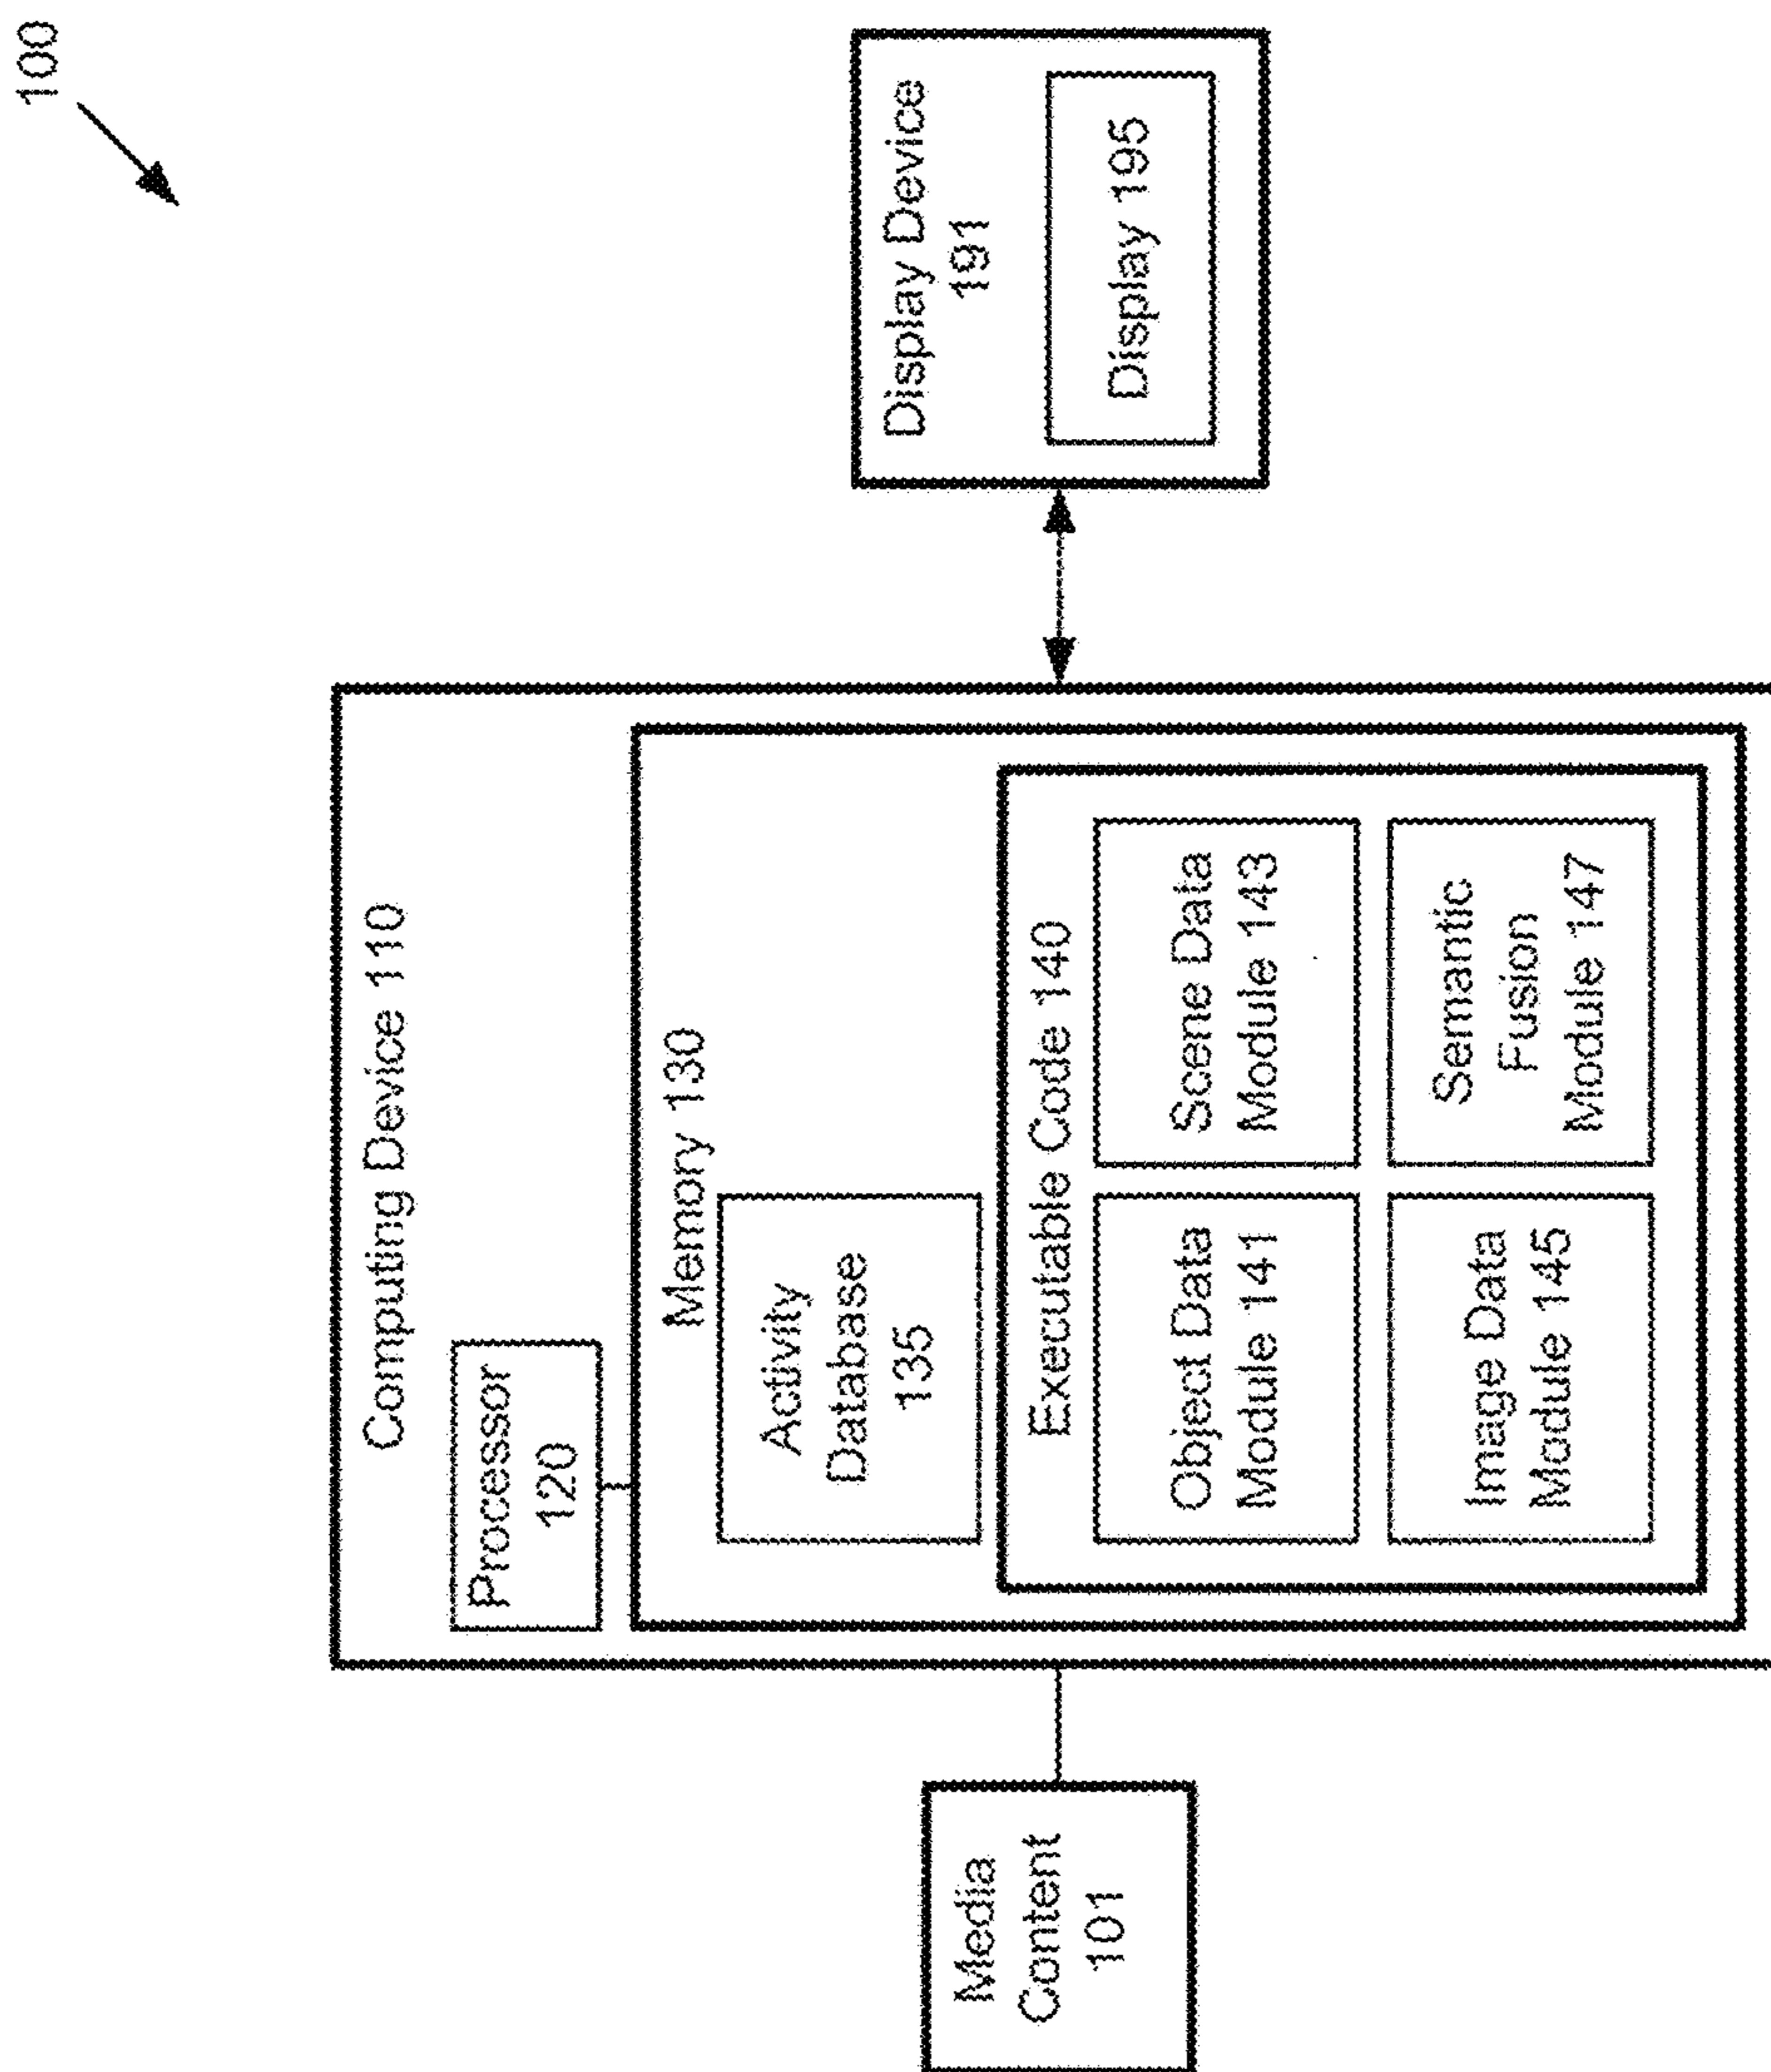 100
Computing Device 110
Processor
120
Memory 130
Activity
Database
135
Executable Code 140
Object Data
Module 141
Scene Data
Module 143
Image Data
Module 145
Semantic
Fusion
Module 147
Media
Content
101
Display Device
191
Display 195